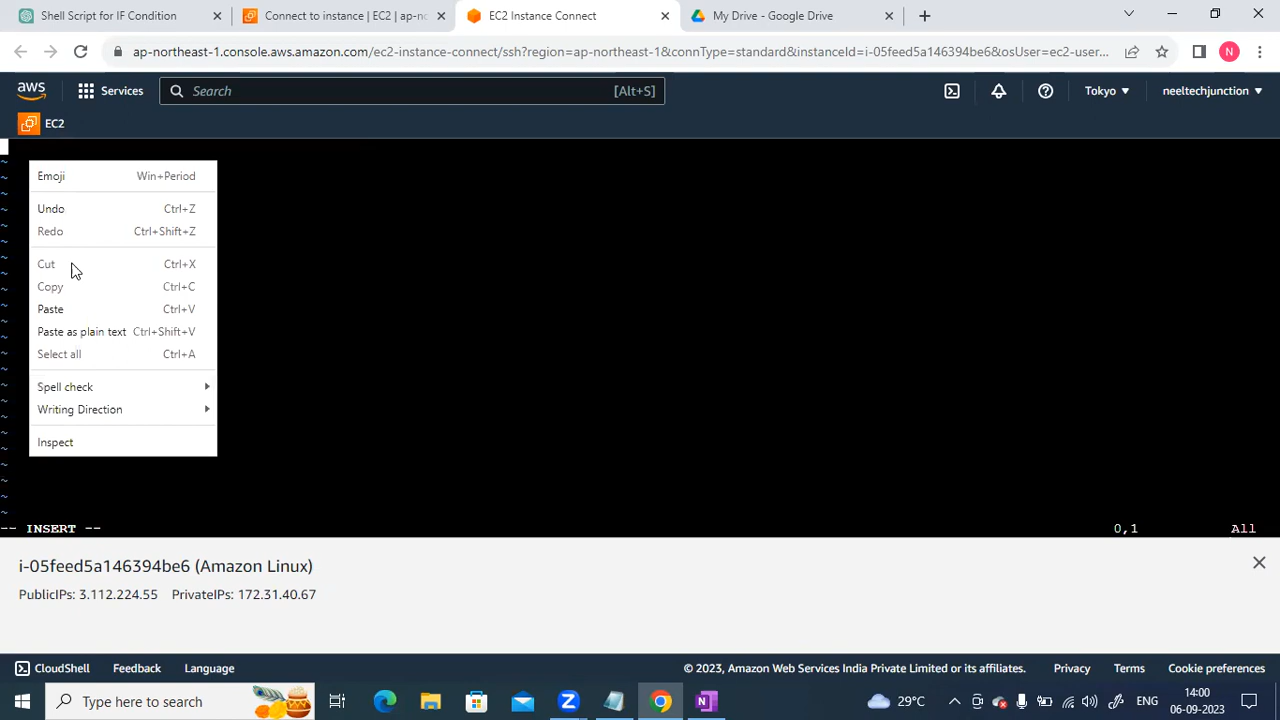 Shell Script for IF Condition
Connect to instance | EC2 | ap-no
EC2 Instance Connect
My Drive - Google Drive
ap-northeast-1.console.aws.amazon.com/ec2-instance-connect/ssh?region=ap-northeast-1&connType=standard&instanceId=i-05feed5a146394be6&osUser=ec2-user...
N
aws
Services
Search
[Alt+S]
Tokyo
neeltechjunction
EC2
~
Emoji Win+Period
~
Undo Ctrl+Z
~
Redo Ctrl+Shift+Z
~
Cut Ctrl+X
~
Copy Ctrl+C
~
Paste Ctrl+V
~
Paste as plain text Ctrl+Shift+V
~
Select all Ctrl+A
~
Spell check
~
Writing Direction
~
Inspect
~
~
~
~
-- INSERT -- 0,1 All
i-05feed5a146394be6 (Amazon Linux)
PublicIPs: 3.112.224.55 PrivateIPs: 172.31.40.67
CloudShell Feedback Language
© 2023, Amazon Web Services India Private Limited or its affiliates. Privacy Terms Cookie preferences
Type here to search
29°C
ENG
14:00
06-09-2023